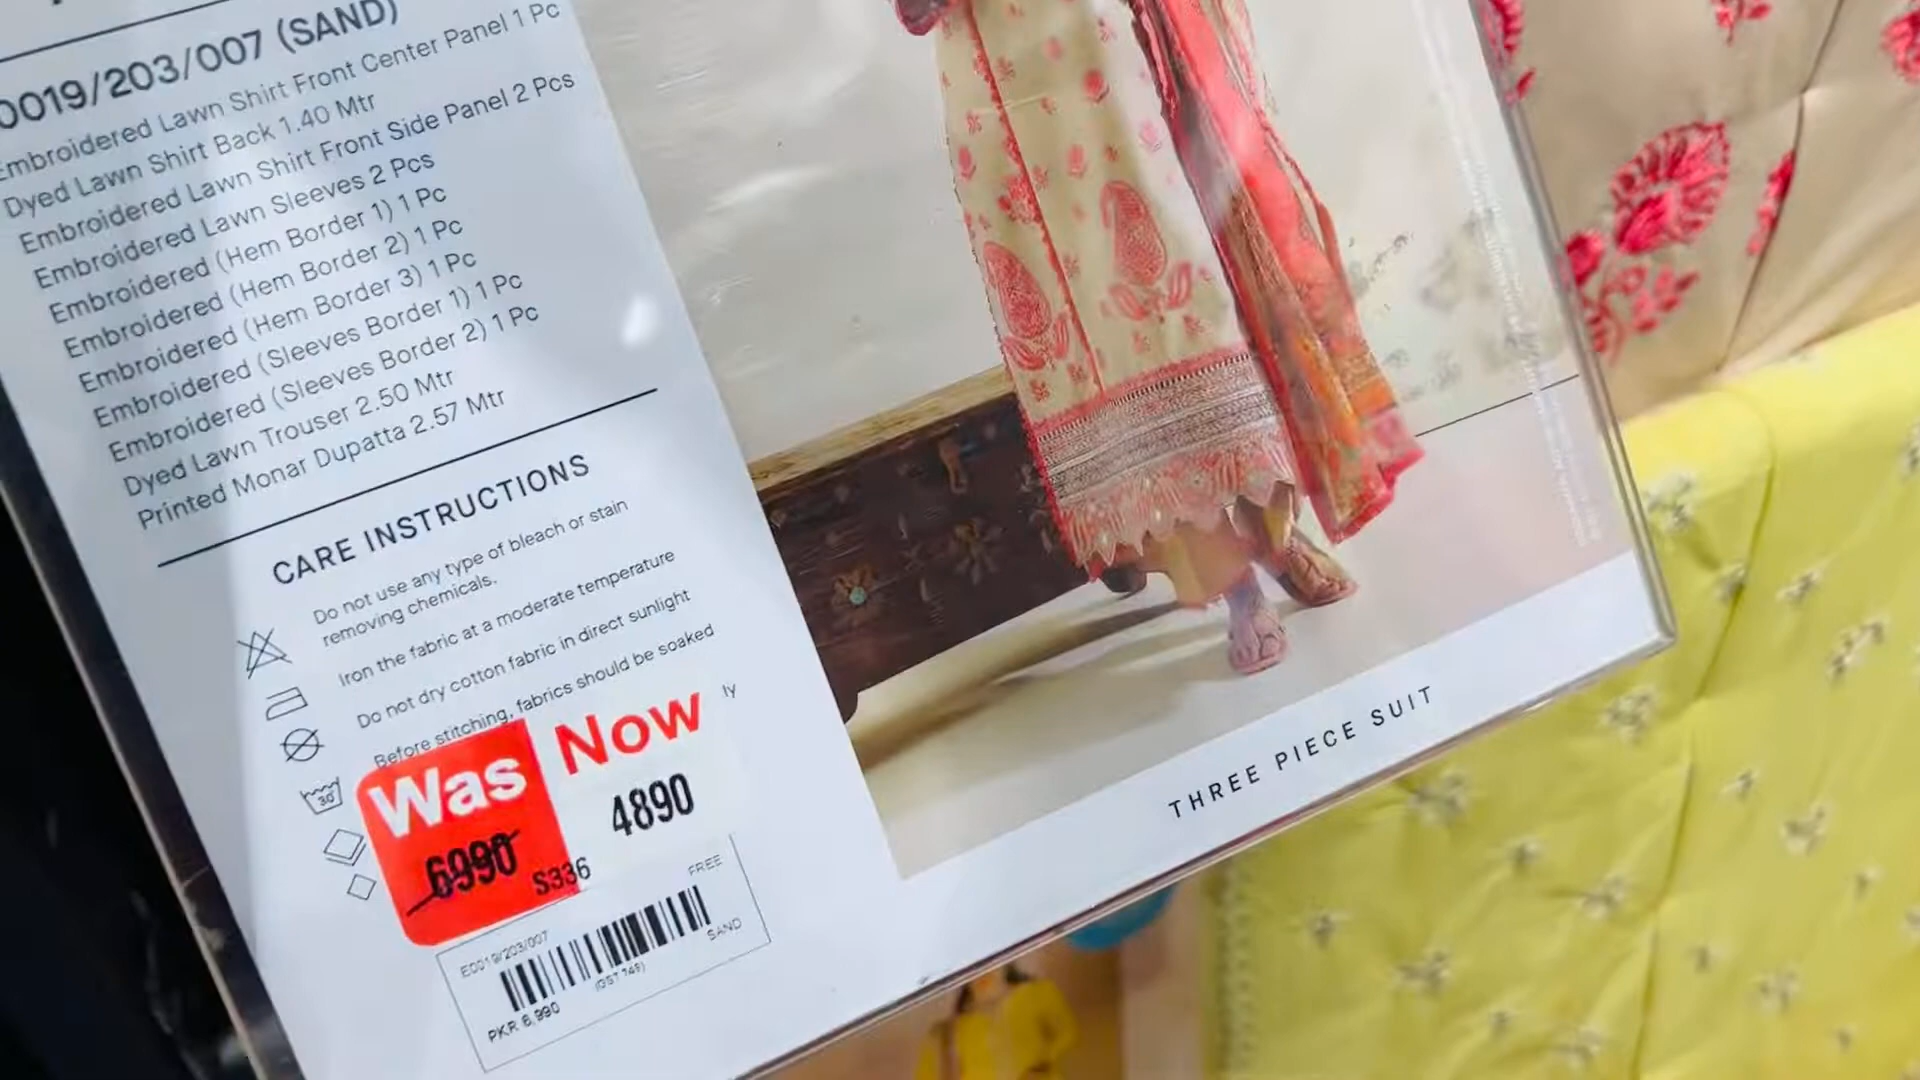 0019/203/007 (SAND)
Embroidered Lawn Shirt Front Center Panel 1 Pc
Dyed Lawn Shirt Back 1.40 Mtr
Embroidered Lawn Shirt Front Side Panel 2 Pcs
Embroidered Lawn Sleeves 2 Pcs
Embroidered (Hem Border 1) 1 Pc
Embroidered (Hem Border 2) 1 Pc
Embroidered (Hem Border 3) 1 Pc
Embroidered (Sleeves Border 1) 1 Pc
Embroidered (Sleeves Border 2) 1 Pc
Dyed Lawn Trouser 2.50 Mtr
Printed Monar Dupatta 2.57 Mtr
CARE INSTRUCTIONS
Do not use any type of bleach or stain
removing chemicals.
Iron the fabric at a moderate temperature
Do not dry cotton fabric in direct sunlight
Before stitching, fabrics should be soaked
ly
30
Was Now
6990 4890
S336
FREE
E0019/203/007
SAND
PKR 6,990
THREE PIECE SUIT